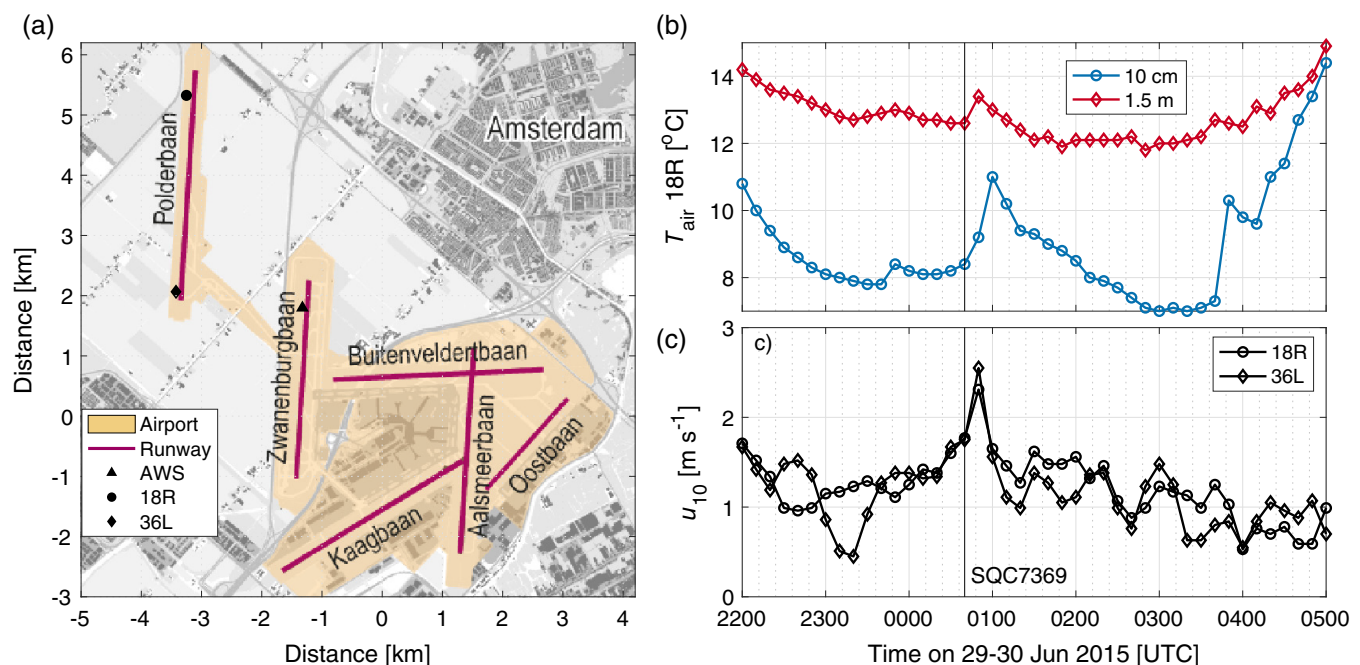 (a)
6
5
4
3
2
1
0
-1
-2
-3
Distance [km]
-5
-4
-3
-2
-1
0
1
2
3
4
Distance [km]
Amsterdam
Polderbaan
Zwanenburgbaan
Buitenveldertbaan
Aalsmeerbaan
Oostbaan
Kaagbaan
Airport
Runway
AWS
18R
36L
(b)
14
12
10
8
T air 18R [°C]
10 cm
1.5 m
(c)
c)
3
2
1
0
u10 [m s-1]
18R
36L
SQC7369
2200
2300
0000
0100
0200
0300
0400
0500
Time on 29-30 Jun 2015 [UTC]